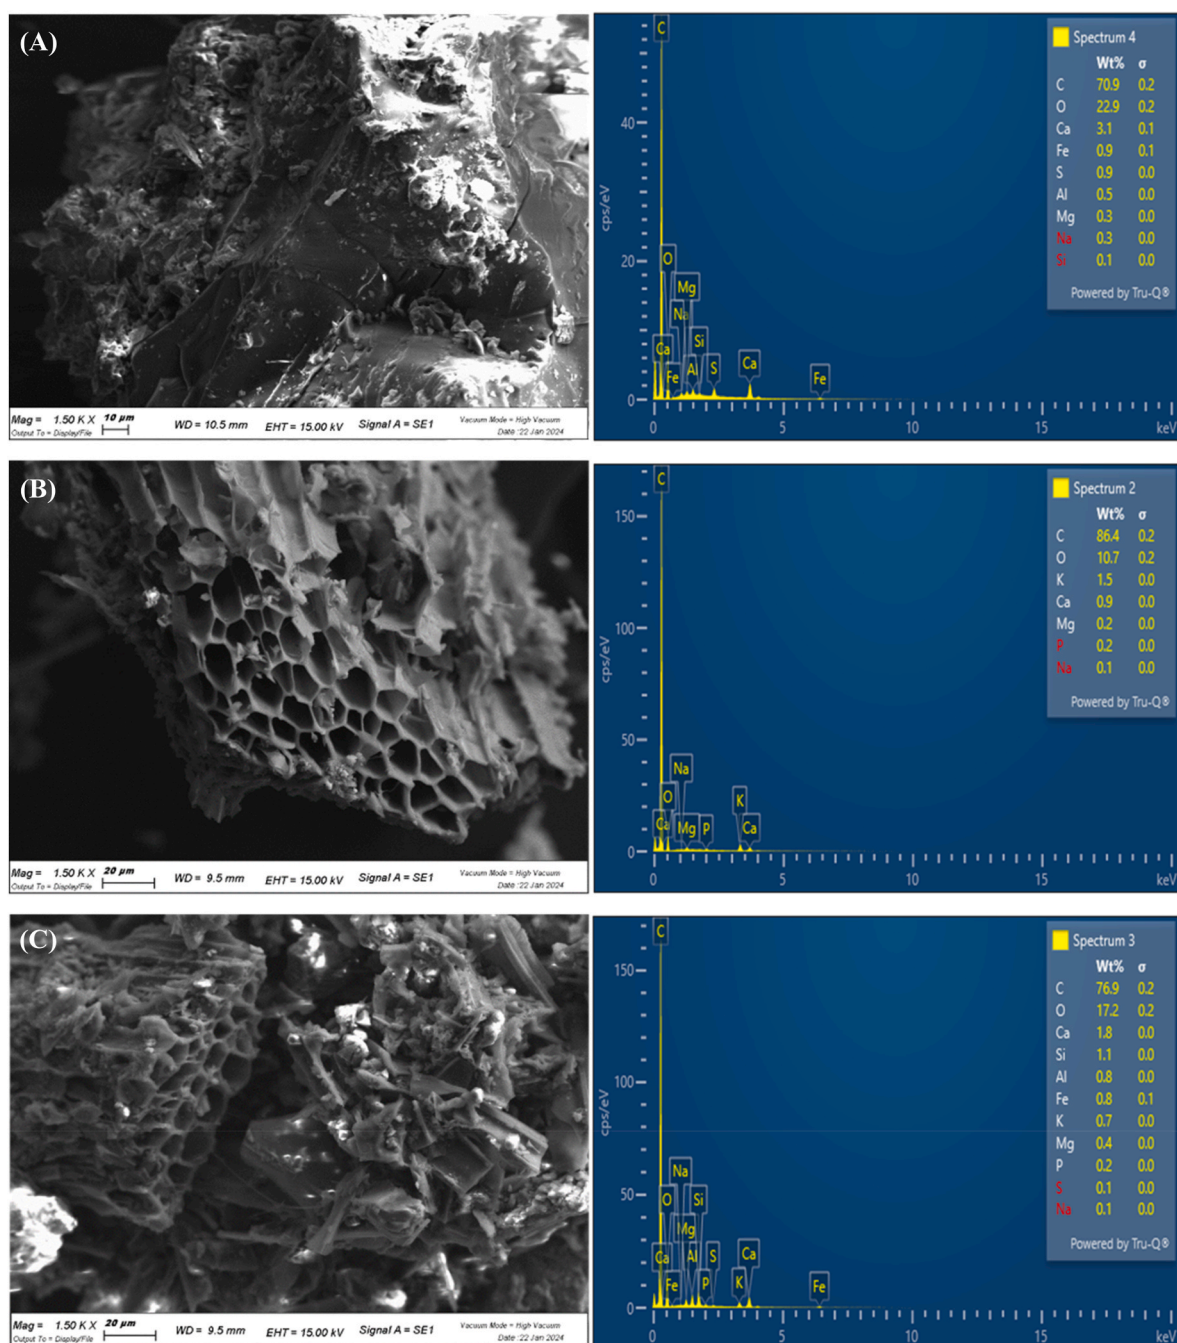 (A)
Mag = 1.50 K X 10 µm WD = 10.5 mm EHT = 15.00 kV Signal A = SE1 Vacuum Mode = High Vacuum
Output To = Display/File Date :22 Jan 2024
C
O
Mg
Na
Si
Ca
Fe
Al
S
Ca
Fe
cps/eV
40
20
0
0 5 10 15 keV
Spectrum 4
Wt% σ
C 70.9 0.2
O 22.9 0.2
Ca 3.1 0.1
Fe 0.9 0.1
S 0.9 0.0
Al 0.5 0.0
Mg 0.3 0.0
Na 0.3 0.0
Si 0.1 0.0
Powered by Tru-Q®
(B)
Mag = 1.50 K X 20 µm WD = 9.5 mm EHT = 15.00 kV Signal A = SE1 Vacuum Mode = High Vacuum
Output To = Display/File Date :22 Jan 2024
C
Na
O
K
Ca
Mg
P
Ca
cps/eV
150
100
50
0
0 5 10 15 keV
Spectrum 2
Wt% σ
C 86.4 0.2
O 10.7 0.2
K 1.5 0.0
Ca 0.9 0.0
Mg 0.2 0.0
P 0.2 0.0
Na 0.1 0.0
Powered by Tru-Q®
(C)
Mag = 1.50 K X 20 µm WD = 9.5 mm EHT = 15.00 kV Signal A = SE1 Vacuum Mode = High Vacuum
Output To = Display/File Date :22 Jan 2024
C
Na
O
Si
Mg
Ca
Al
S
Ca
Fe
P
K
Fe
cps/eV
150
100
50
0
0 5 10 15 keV
Spectrum 3
Wt% σ
C 76.9 0.2
O 17.2 0.2
Ca 1.8 0.0
Si 1.1 0.0
Al 0.8 0.0
Fe 0.8 0.1
K 0.7 0.0
Mg 0.4 0.0
P 0.2 0.0
S 0.1 0.0
Na 0.1 0.0
Powered by Tru-Q®